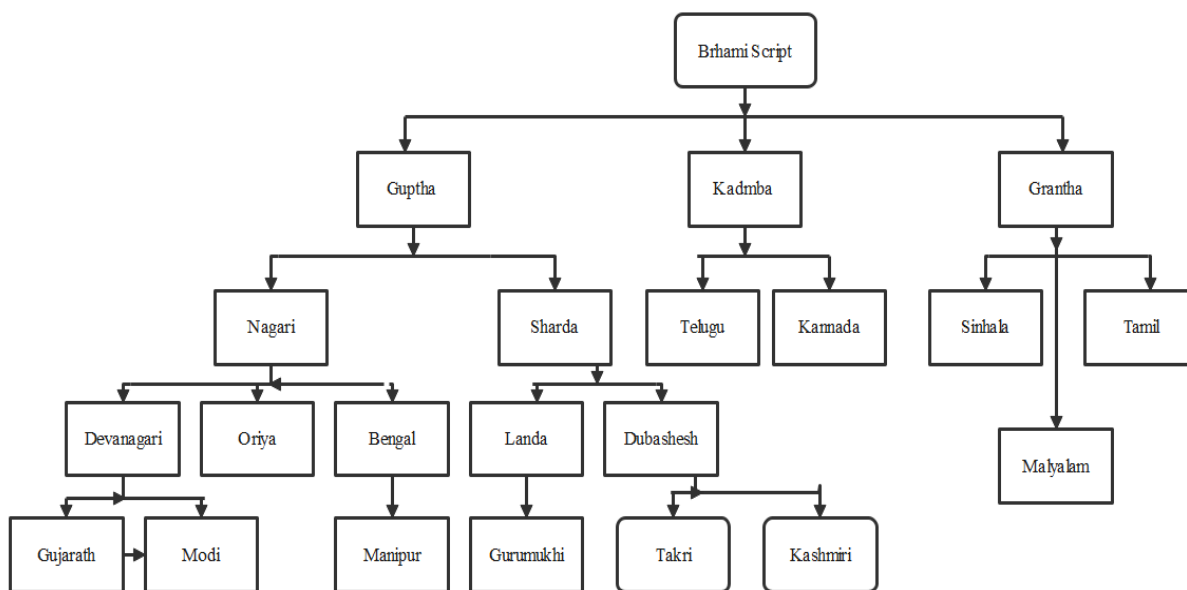 Brhami Script
Guptha
Kadmba
Grantha
Nagari
Sharda
Telugu
Kannada
Sinhala
Tamil
Devanagari
Oriya
Bengal
Landa
Dubashesh
Malyalam
Gujarath
Modi
Manipur
Gurumukhi
Takri
Kashmiri